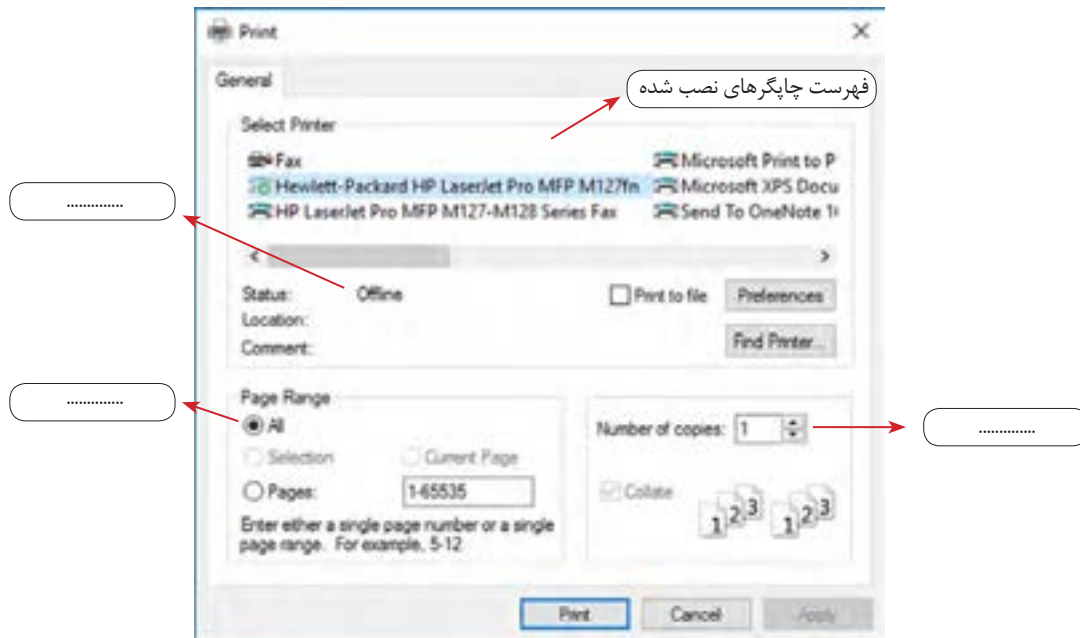 Print
General
فهرست چاپگرهای نصب شده
Select Printer
Fax
Microsoft Print to P
Hewlett-Packard HP LaserJet Pro MFP M127fn
Microsoft XPS Docu
HP LaserJet Pro MFP M127-M128 Series Fax
Send To OneNote 1
.............
Status: Offline
Print to file
Preferences
Location:
Comment:
Find Printer...
.............
Page Range
All
Selection
Current Page
Pages: 1-65535
Enter either a single page number or a single
page range. For example, 5-12
Number of copies: 1
.............
Collate
1 2 3 1 2 3
Print
Cancel
Apply